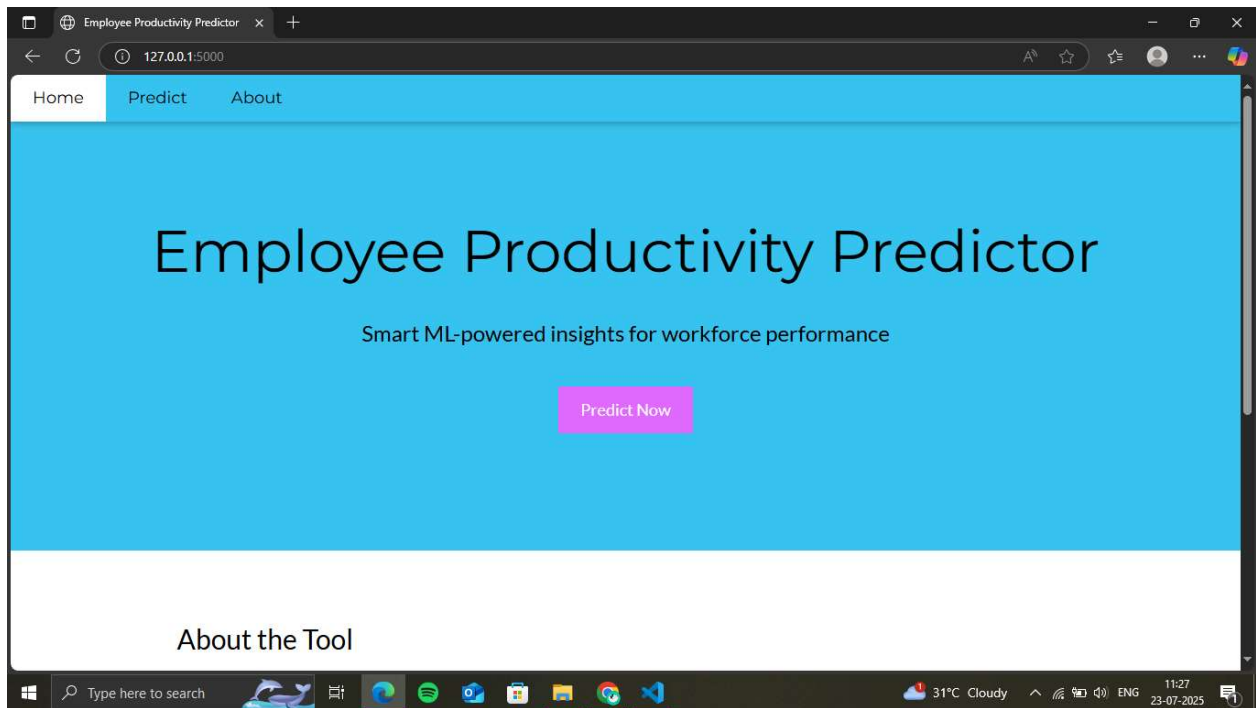 Employee Productivity Predictor
127.0.0.1:5000
Home Predict About
Employee Productivity Predictor
Smart ML-powered insights for workforce performance
Predict Now
About the Tool
Type here to search
31°C Cloudy
ENG
11:27
23-07-2025